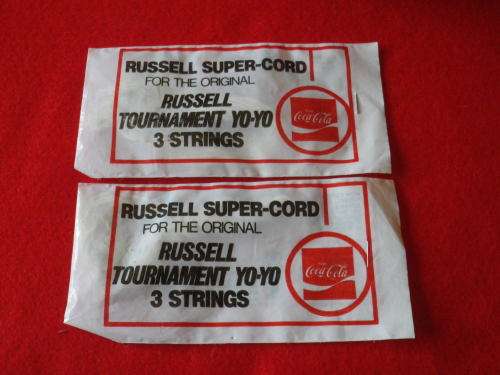 RUSSELL SUPER-CORD
FOR THE ORIGINAL
RUSSELL
TOURNAMENT YO-YO
3 STRINGS
Coca-Cola
RUSSELL SUPER-CORD
FOR THE ORIGINAL
RUSSELL
TOURNAMENT YO-YO
3 STRINGS
Coca-Cola